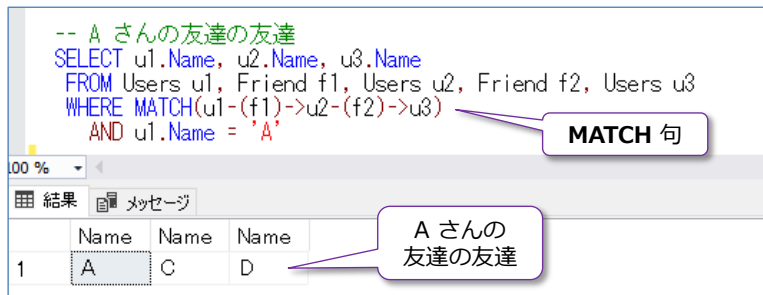 -- A さんの友達の友達
SELECT u1.Name, u2.Name, u3.Name
FROM Users u1, Friend f1, Users u2, Friend f2, Users u3
WHERE MATCH(u1-(f1)->u2-(f2)->u3)
AND u1.Name = 'A'
MATCH 句
100 %
結果 メッセージ
Name Name Name
1 A C D
A さんの
友達の友達